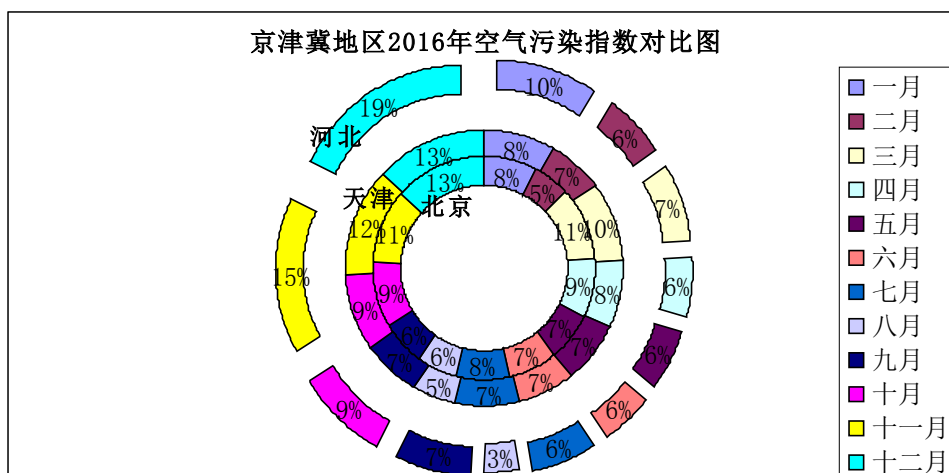 京津冀地区2016年空气污染指数对比图
10%
6%
7%
6%
6%
6%
6%
3%
7%
9%
15%
19%
河北
8%
7%
10%
8%
7%
7%
7%
5%
7%
9%
12%
13%
天津
8%
5%
11%
9%
7%
7%
8%
6%
6%
9%
11%
13%
北京
一月
二月
三月
四月
五月
六月
七月
八月
九月
十月
十一月
十二月